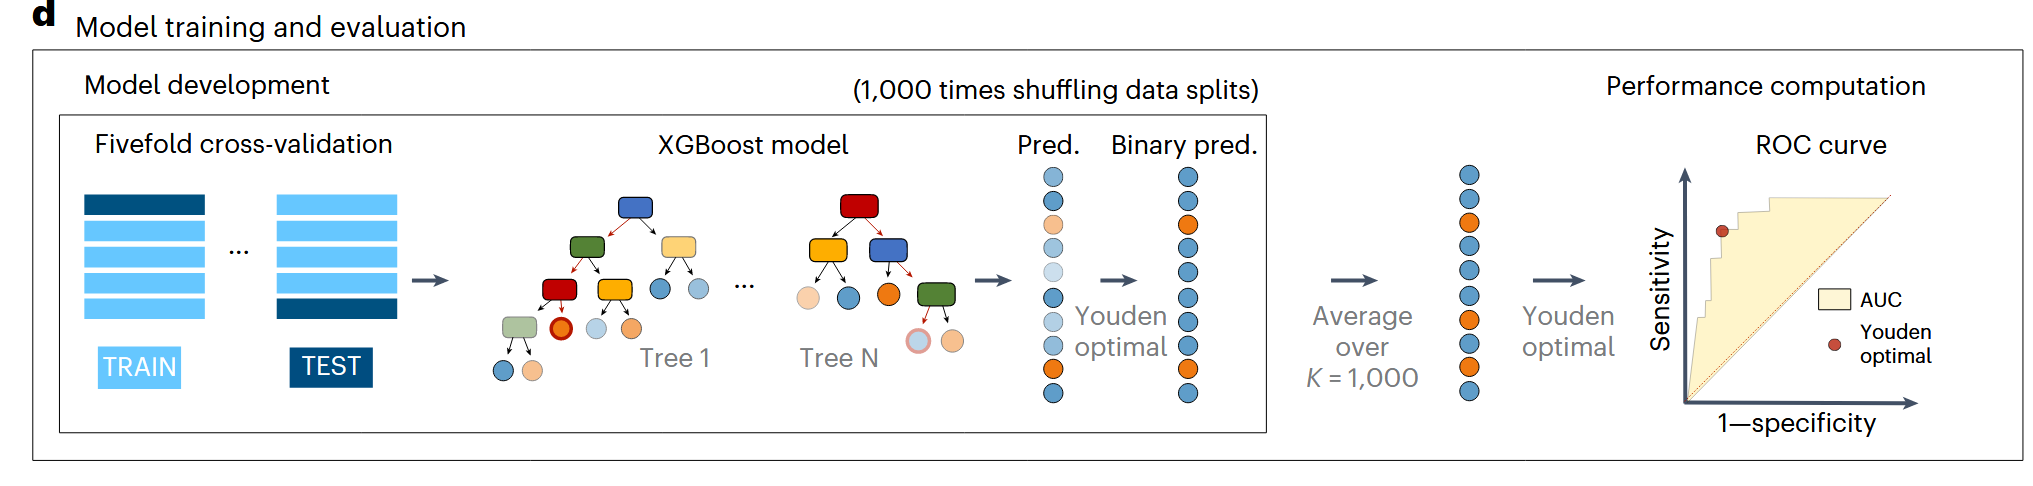 d
Model training and evaluation
Model development
(1,000 times shuffling data splits)
Performance computation
Fivefold cross-validation
XGBoost model
Pred.
Binary pred.
ROC curve
...
...
TRAIN
TEST
Tree 1
Tree N
Youden
optimal
Average
over
K = 1,000
Youden
optimal
Sensitivity
AUC
Youden
optimal
1—specificity